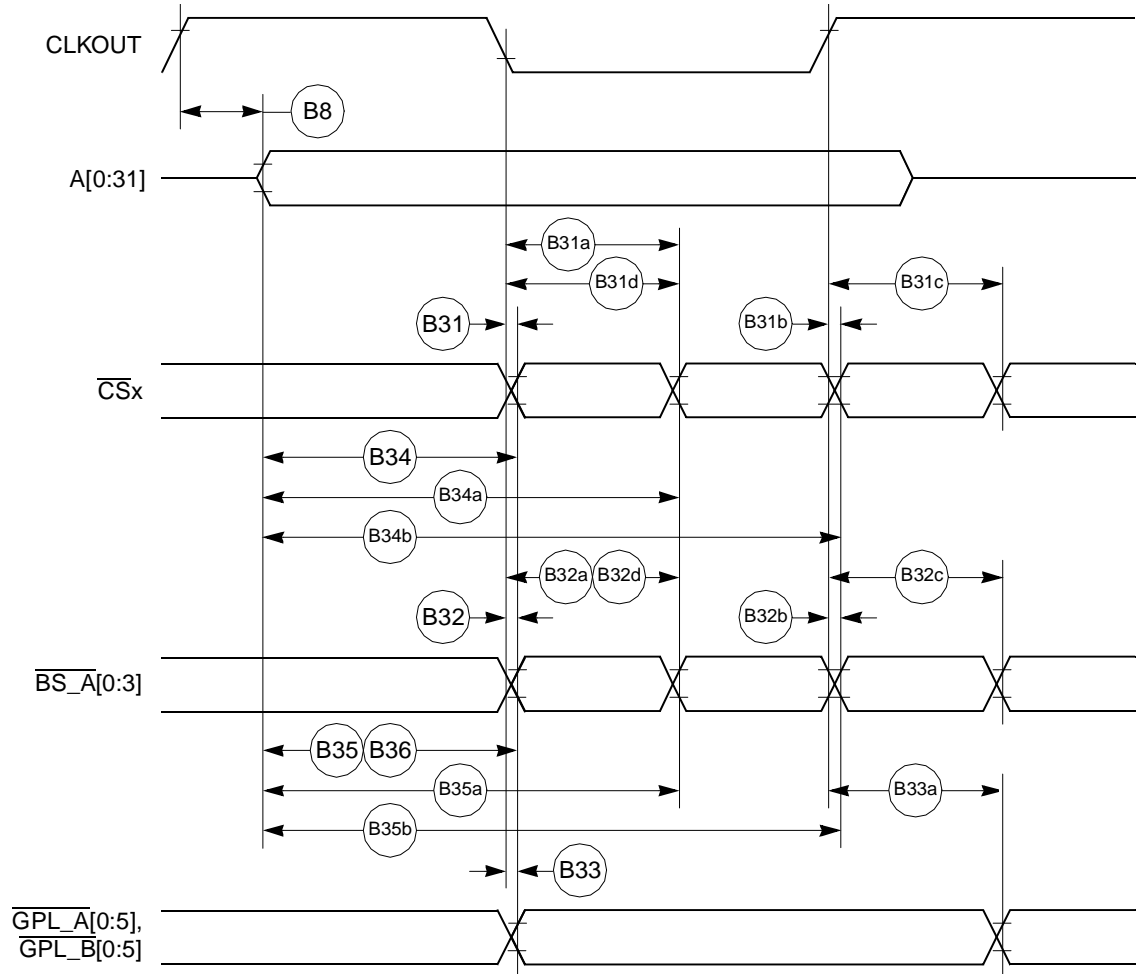 CLKOUT
B8
A[0:31]
B31a
B31d
B31c
B31
B31b
CSx
B34
B34a
B34b
B32a B32d
B32c
B32
B32b
BS_A[0:3]
B35 B36
B35a
B33a
B35b
B33
GPL_A[0:5],
GPL_B[0:5]